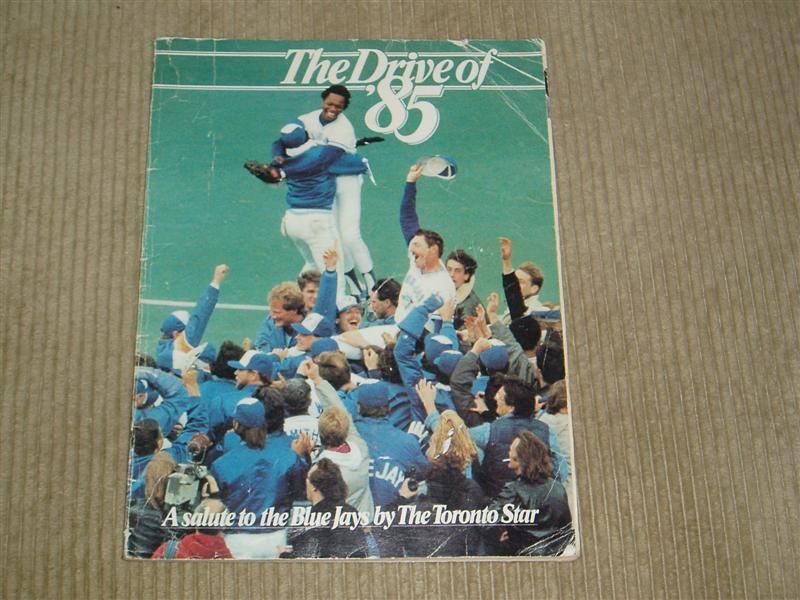 The Drive of
'85
A salute to the Blue Jays by The Toronto Star